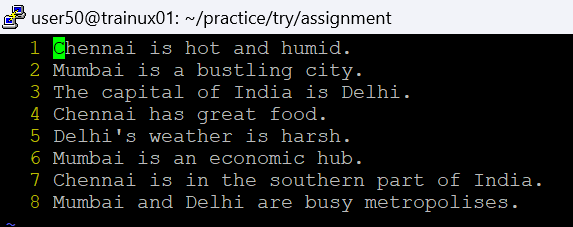 user50@trainux01: ~/practice/try/assignment
1 Chennai is hot and humid.
2 Mumbai is a bustling city.
3 The capital of India is Delhi.
4 Chennai has great food.
5 Delhi's weather is harsh.
6 Mumbai is an economic hub.
7 Chennai is in the southern part of India.
8 Mumbai and Delhi are busy metropolises.
~